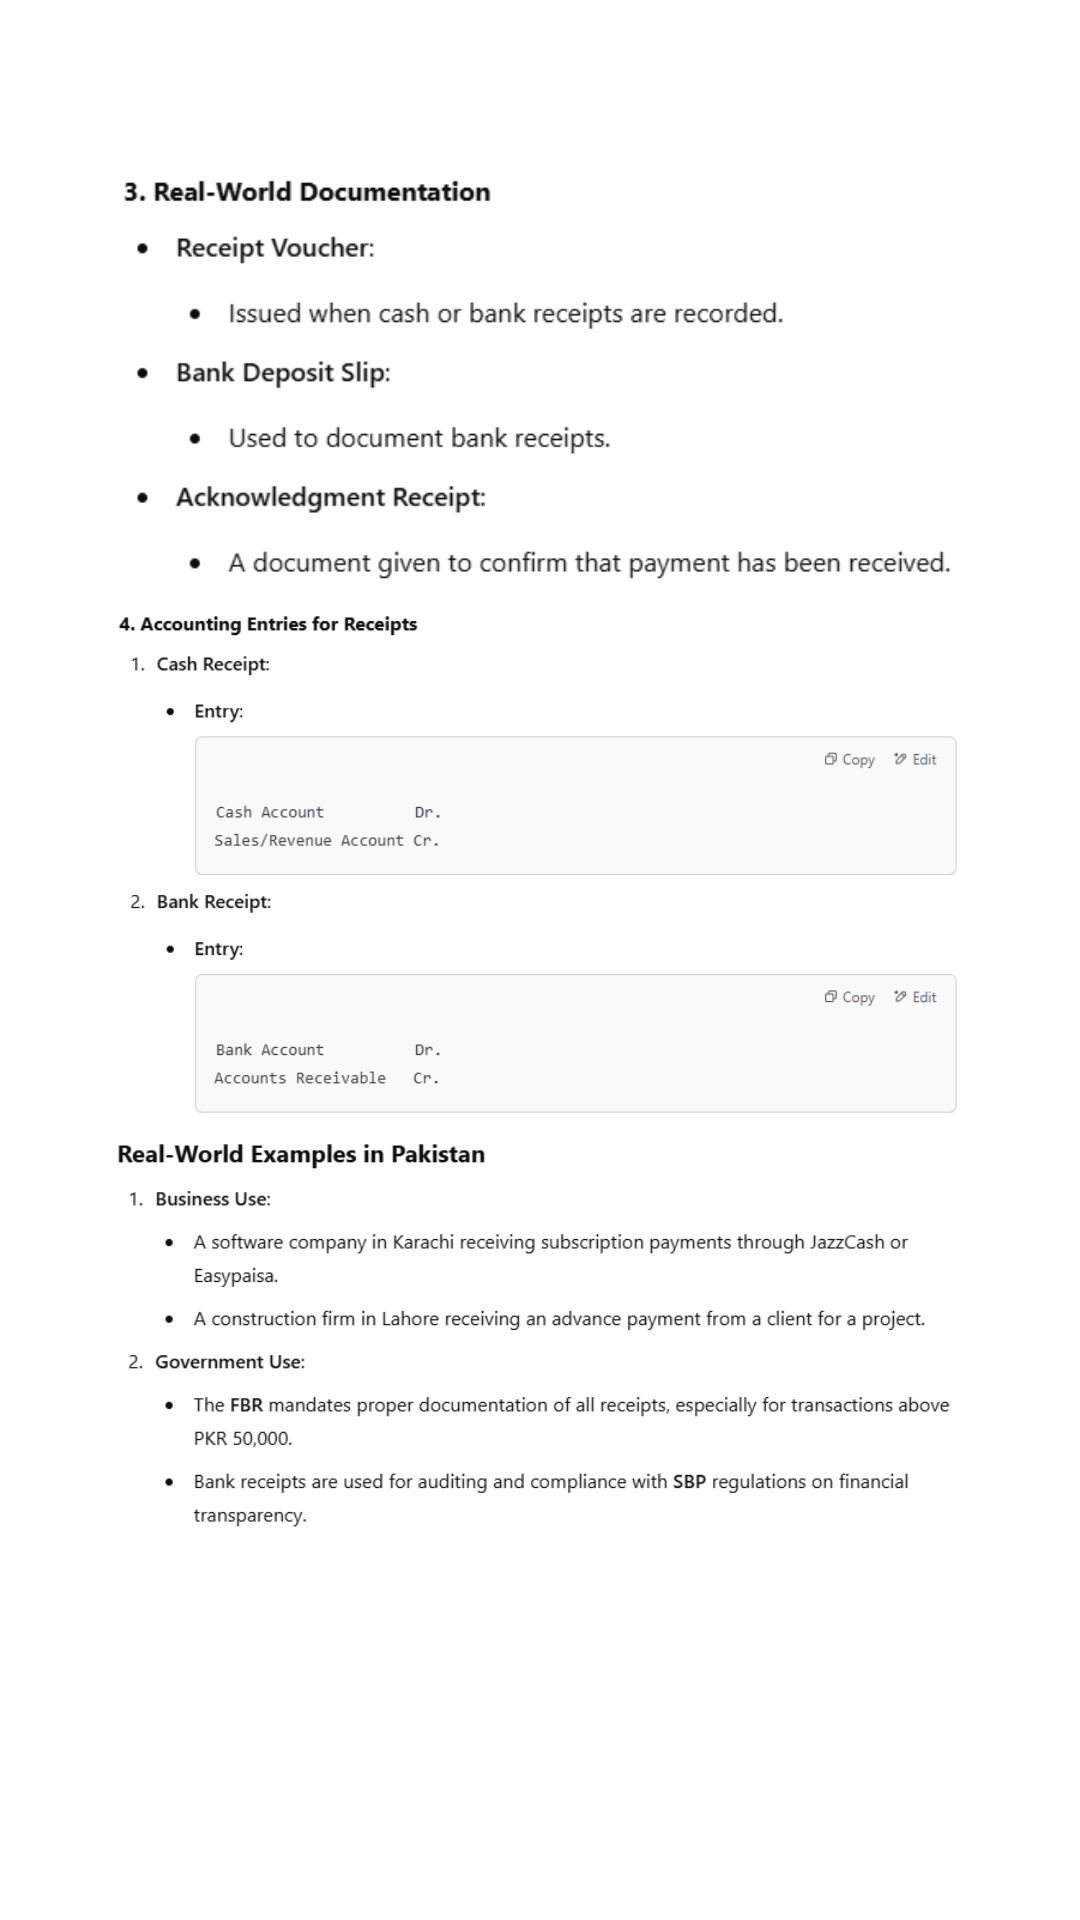 3. Real-World Documentation
• Receipt Voucher:
• Issued when cash or bank receipts are recorded.
• Bank Deposit Slip:
• Used to document bank receipts.
• Acknowledgment Receipt:
• A document given to confirm that payment has been received.
4. Accounting Entries for Receipts
1. Cash Receipt:
• Entry:
Copy Edit
Cash Account Dr.
Sales/Revenue Account Cr.
2. Bank Receipt:
• Entry:
Copy Edit
Bank Account Dr.
Accounts Receivable Cr.
Real-World Examples in Pakistan
1. Business Use:
• A software company in Karachi receiving subscription payments through JazzCash or
Easypaisa.
• A construction firm in Lahore receiving an advance payment from a client for a project.
2. Government Use:
• The FBR mandates proper documentation of all receipts, especially for transactions above
PKR 50,000.
• Bank receipts are used for auditing and compliance with SBP regulations on financial
transparency.